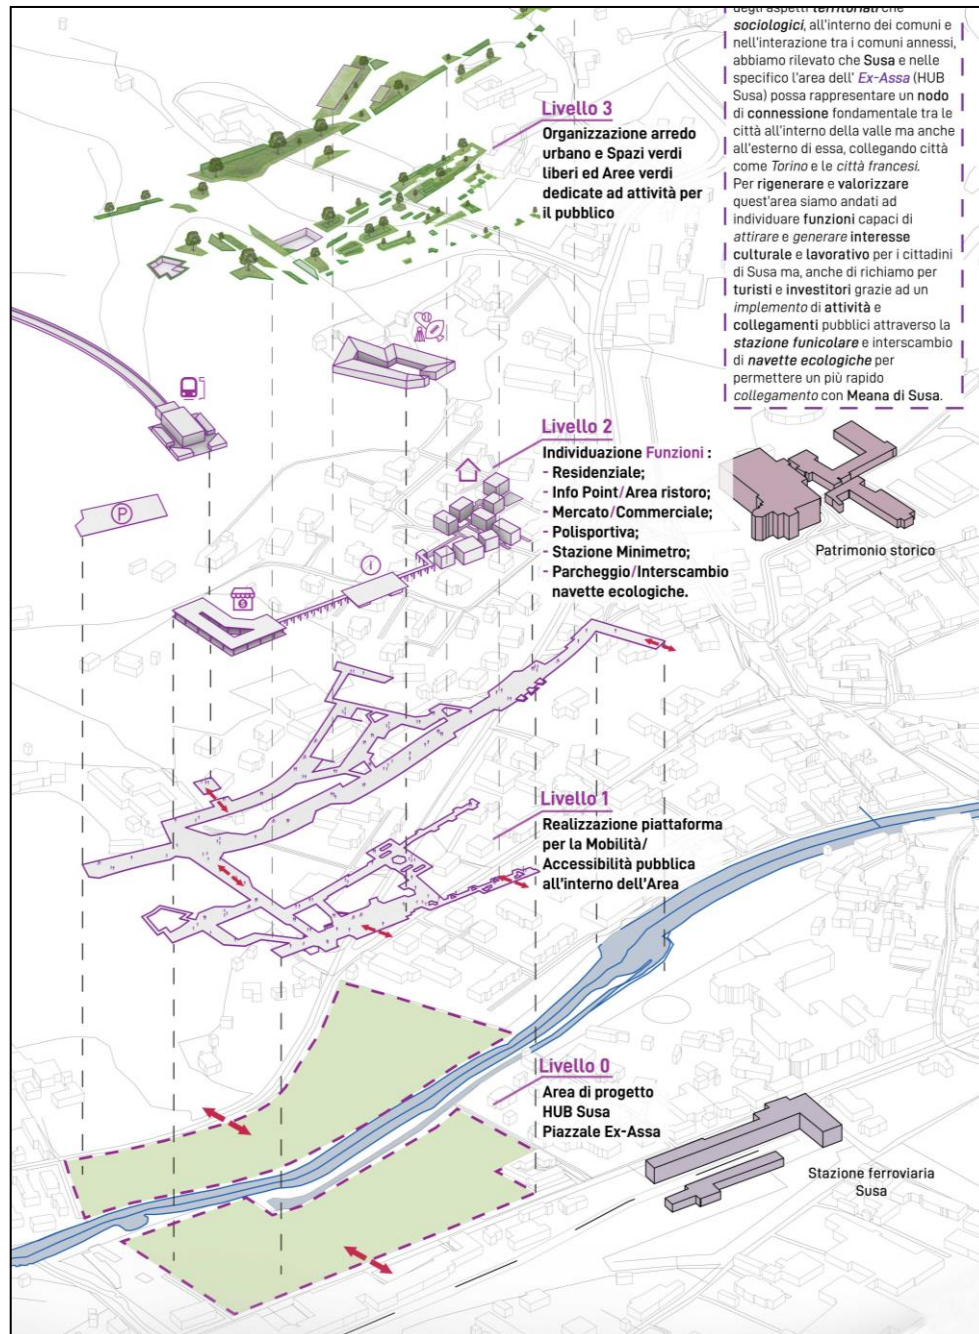 degli aspetti territoriali che
sociologici, all'interno dei comuni e
nell'interazione tra i comuni annessi,
abbiamo rilevato che Susa e nelle
specifico l'area dell' Ex-Assa (HUB
Susa) possa rappresentare un nodo
di connessione fondamentale tra le
città all'interno della valle ma anche
all'esterno di essa, collegando città
come Torino e le città francesi.
Per rigenerare e valorizzare
quest'area siamo andati ad
individuare funzioni capaci di
attirare e generare interesse
culturale e lavorativo per i cittadini
di Susa ma, anche di richiamo per
turisti e investitori grazie ad un
implemento di attività e
collegamenti pubblici attraverso la
stazione funicolare e interscambio
di navette ecologiche per
permettere un più rapido
collegamento con Meana di Susa.
Livello 3
Organizzazione arredo
urbano e Spazi verdi
liberi ed Aree verdi
dedicate ad attività per
il pubblico
Livello 2
Individuazione Funzioni :
- Residenziale;
- Info Point/Area ristoro;
- Mercato/Commerciale;
- Polisportiva;
- Stazione Minimetro;
- Parcheggio/Interscambio
navette ecologiche.
Patrimonio storico
P
i
$
Livello 1
Realizzazione piattaforma
per la Mobilità/
Accessibilità pubblica
all'interno dell'Area
Livello 0
Area di progetto
HUB Susa
Piazzale Ex-Assa
Stazione ferroviaria
Susa